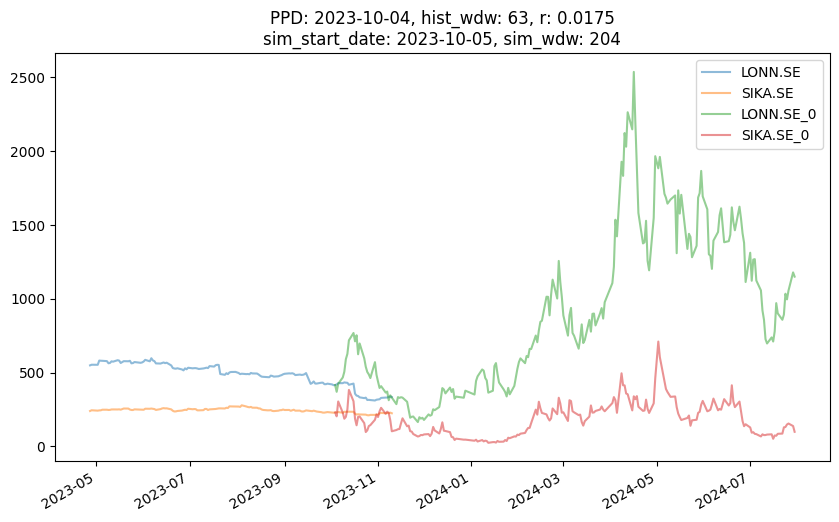 PPD: 2023-10-04, hist_wdw: 63, r: 0.0175
sim_start_date: 2023-10-05, sim_wdw: 204
2500
2000
1500
1000
500
0
LONN.SE
SIKA.SE
LONN.SE_0
SIKA.SE_0
2023-05
2023-07
2023-09
2023-11
2024-01
2024-03
2024-05
2024-07